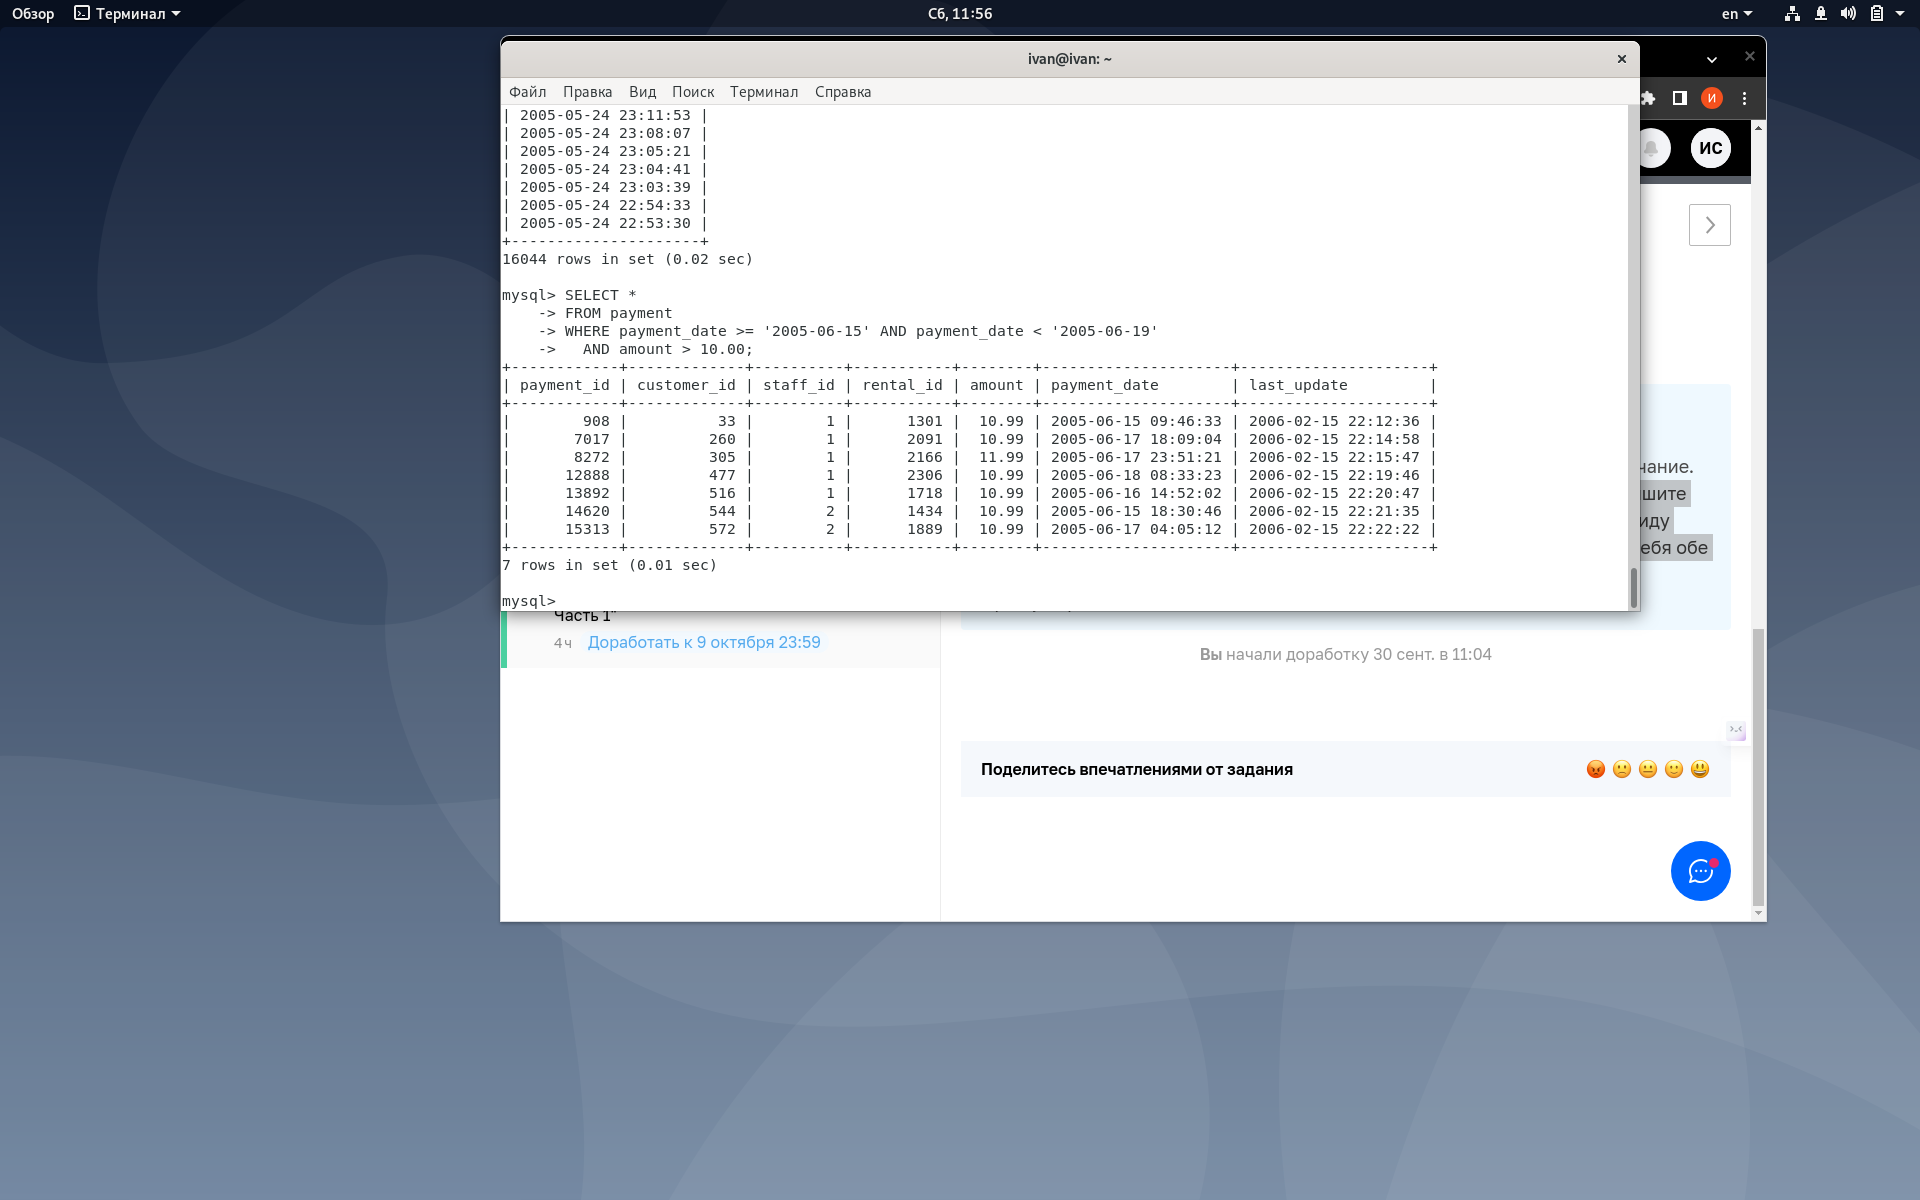 Обзор Терминал Сб, 11:56 en
ivan@ivan: ~
Файл Правка Вид Поиск Терминал Справка
| 2005-05-24 23:11:53 |
| 2005-05-24 23:08:07 |
| 2005-05-24 23:05:21 |
| 2005-05-24 23:04:41 |
| 2005-05-24 23:03:39 |
| 2005-05-24 22:54:33 |
| 2005-05-24 22:53:30 |
+---------------------+
16044 rows in set (0.02 sec)
mysql> SELECT *
    -> FROM payment
    -> WHERE payment_date >= '2005-06-15' AND payment_date < '2005-06-19'
    ->   AND amount > 10.00;
+------------+-------------+----------+-----------+--------+---------------------+---------------------+
| payment_id | customer_id | staff_id | rental_id | amount | payment_date        | last_update         |
+------------+-------------+----------+-----------+--------+---------------------+---------------------+
|        908 |          33 |        1 |      1301 |  10.99 | 2005-06-15 09:46:33 | 2006-02-15 22:12:36 |
|       7017 |         260 |        1 |      2091 |  10.99 | 2005-06-17 18:09:04 | 2006-02-15 22:14:58 |
|       8272 |         305 |        1 |      2166 |  11.99 | 2005-06-17 23:51:21 | 2006-02-15 22:15:47 |
|      12888 |         477 |        1 |      2306 |  10.99 | 2005-06-18 08:33:23 | 2006-02-15 22:19:46 |
|      13892 |         516 |        1 |      1718 |  10.99 | 2005-06-16 14:52:02 | 2006-02-15 22:20:47 |
|      14620 |         544 |        2 |      1434 |  10.99 | 2005-06-15 18:30:46 | 2006-02-15 22:21:35 |
|      15313 |         572 |        2 |      1889 |  10.99 | 2005-06-17 04:05:12 | 2006-02-15 22:22:22 |
+------------+-------------+----------+-----------+--------+---------------------+---------------------+
7 rows in set (0.01 sec)
mysql>
И
ИС
чание.
шите
иду
ебя обе
Часть 1"
4 ч Доработать к 9 октября 23:59
Вы начали доработку 30 сент. в 11:04
Поделитесь впечатлениями от задания